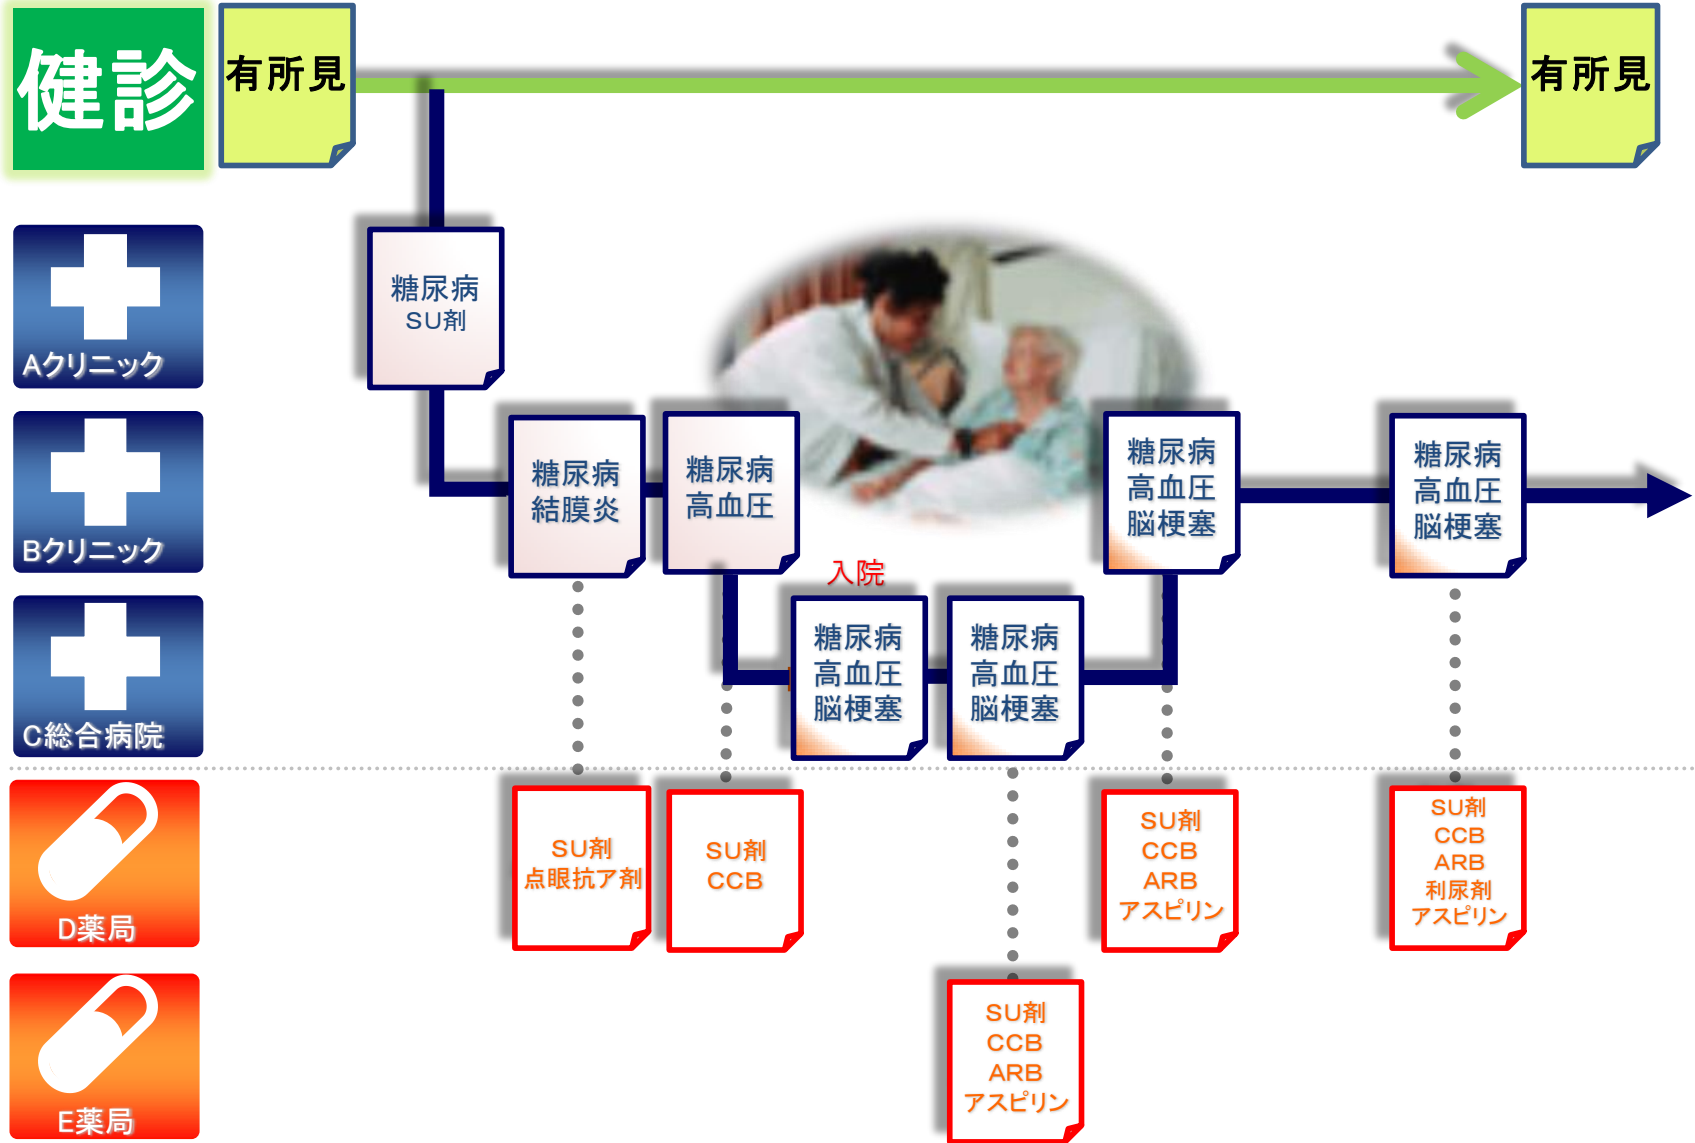 健診
有所見
有所見
糖尿病
SU剤
Aクリニック
糖尿病
結膜炎
糖尿病
高血圧
糖尿病
高血圧
脳梗塞
糖尿病
高血圧
脳梗塞
Bクリニック
入院
糖尿病
高血圧
脳梗塞
糖尿病
高血圧
脳梗塞
C総合病院
SU剤
点眼抗ア剤
SU剤
CCB
SU剤
CCB
ARB
アスピリン
SU剤
CCB
ARB
利尿剤
アスピリン
D薬局
SU剤
CCB
ARB
アスピリン
E薬局